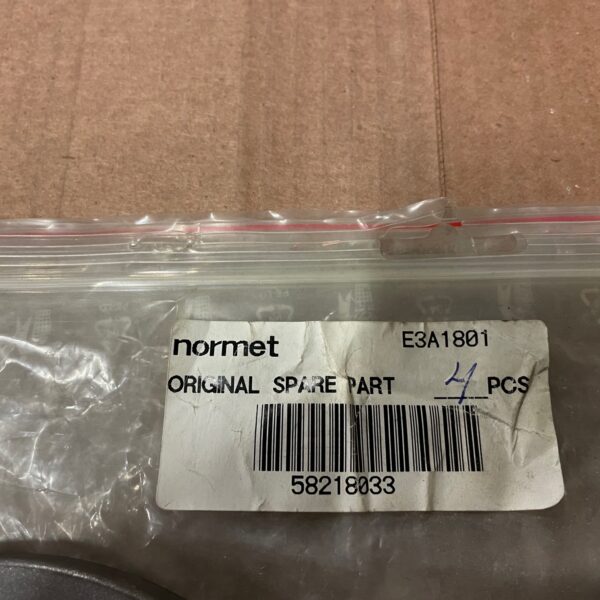 normet E3A1801
ORIGINAL SPARE PART 4 PCS
58218033